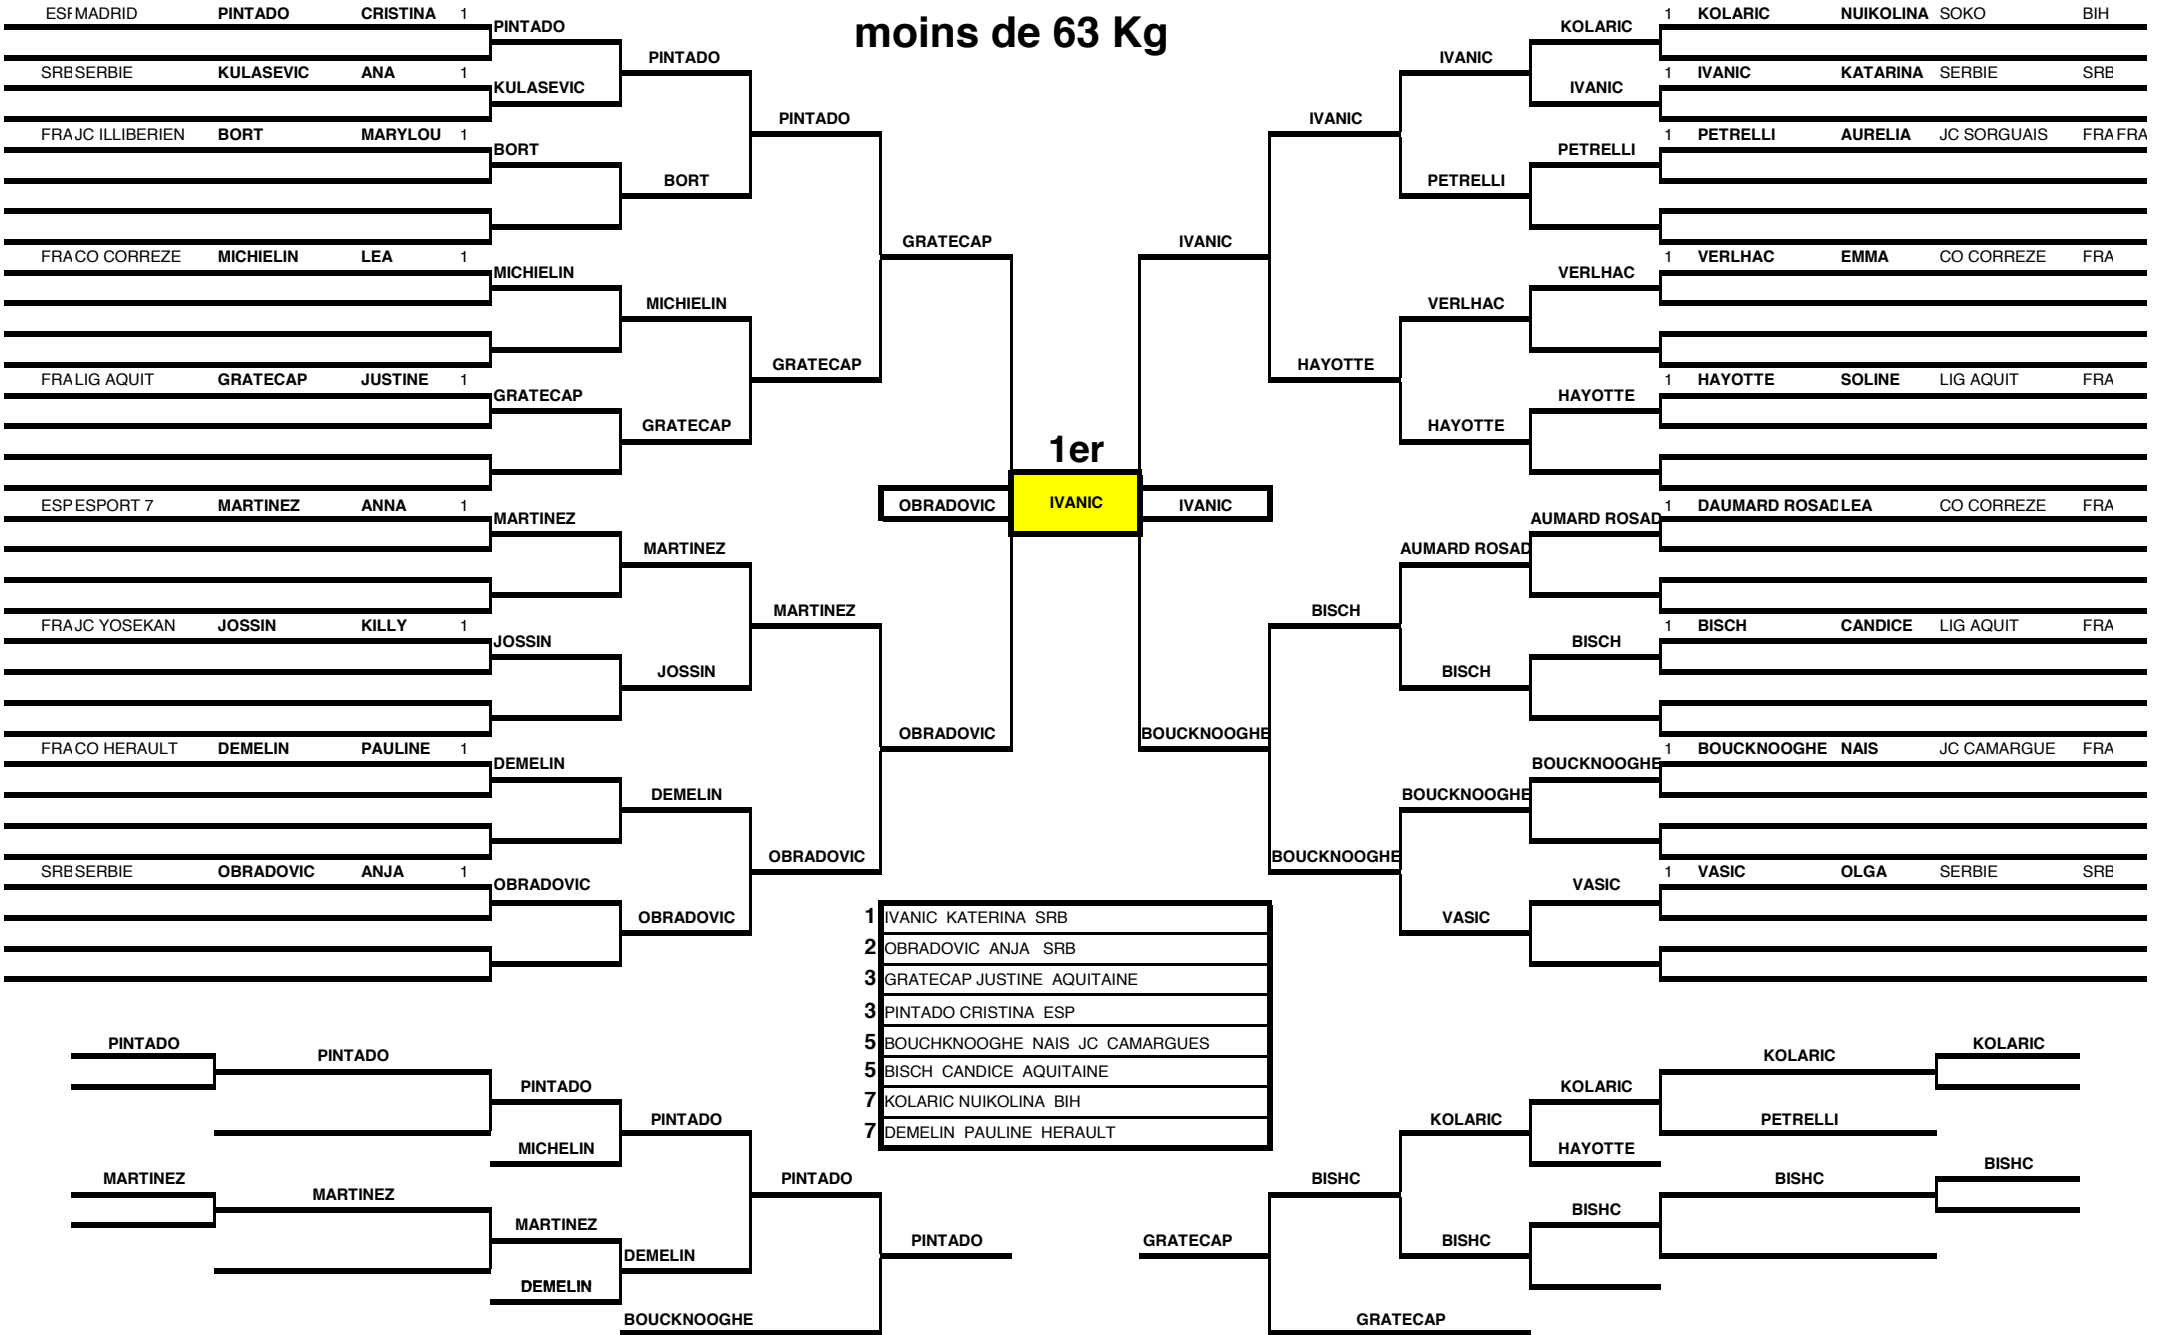 moins de 63 Kg
ESP MADRID PINTADO CRISTINA 1
SRB SERBIE KULASEVIC ANA 1
FRA JC ILLIBERIEN BORT MARYLOU 1
FRA CO CORREZE MICHIELIN LEA 1
FRA LIG AQUIT GRATECAP JUSTINE 1
ESP ESPORT 7 MARTINEZ ANNA 1
FRA JC YOSEKAN JOSSIN KILLY 1
FRA CO HERAULT DEMELIN PAULINE 1
SRB SERBIE OBRADOVIC ANJA 1
PINTADO
KULASEVIC
BORT
MICHIELIN
GRATECAP
MARTINEZ
JOSSIN
DEMELIN
OBRADOVIC
PINTADO
BORT
MICHIELIN
GRATECAP
MARTINEZ
JOSSIN
DEMELIN
OBRADOVIC
PINTADO
GRATECAP
MARTINEZ
OBRADOVIC
GRATECAP
OBRADOVIC
1er
OBRADOVIC IVANIC IVANIC
IVANIC
BOUCKNOOGHE
IVANIC
HAYOTTE
BISCH
BOUCKNOOGHE
IVANIC
PETRELLI
VERLHAC
HAYOTTE
AUMARD ROSAD
BISCH
BOUCKNOOGHE
VASIC
KOLARIC
IVANIC
PETRELLI
VERLHAC
HAYOTTE
AUMARD ROSAD
BISCH
BOUCKNOOGHE
VASIC
1 KOLARIC NUIKOLINA SOKO BIH
1 IVANIC KATARINA SERBIE SRB
1 PETRELLI AURELIA JC SORGUAIS FRA FRA
1 VERLHAC EMMA CO CORREZE FRA
1 HAYOTTE SOLINE LIG AQUIT FRA
1 DAUMARD ROSAD LEA CO CORREZE FRA
1 BISCH CANDICE LIG AQUIT FRA
1 BOUCKNOOGHE NAIS JC CAMARGUE FRA
1 VASIC OLGA SERBIE SRB
1 IVANIC KATERINA SRB
2 OBRADOVIC ANJA SRB
3 GRATECAP JUSTINE AQUITAINE
3 PINTADO CRISTINA ESP
5 BOUCHKNOOGHE NAIS JC CAMARGUES
5 BISCH CANDICE AQUITAINE
7 KOLARIC NUIKOLINA BIH
7 DEMELIN PAULINE HERAULT
PINTADO
MARTINEZ
PINTADO
MARTINEZ
PINTADO
MICHELIN
MARTINEZ
DEMELIN
PINTADO
DEMELIN
BOUCKNOOGHE
PINTADO
PINTADO
GRATECAP
BISHC
GRATECAP
KOLARIC
BISHC
KOLARIC
HAYOTTE
BISHC
KOLARIC
PETRELLI
BISHC
KOLARIC
BISHC